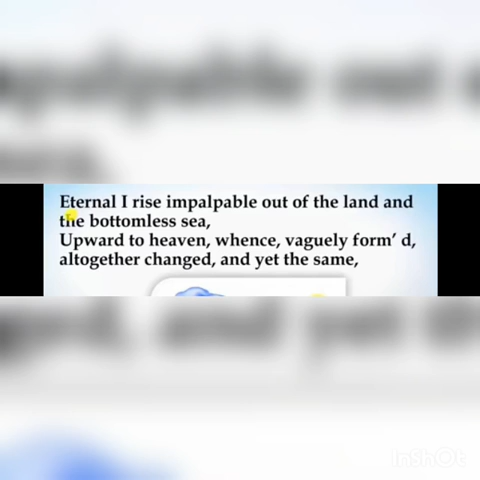 Eternal I rise impalpable out of the land and
the bottomless sea,
Upward to heaven, whence, vaguely form' d,
altogether changed, and yet the same,
InShOt